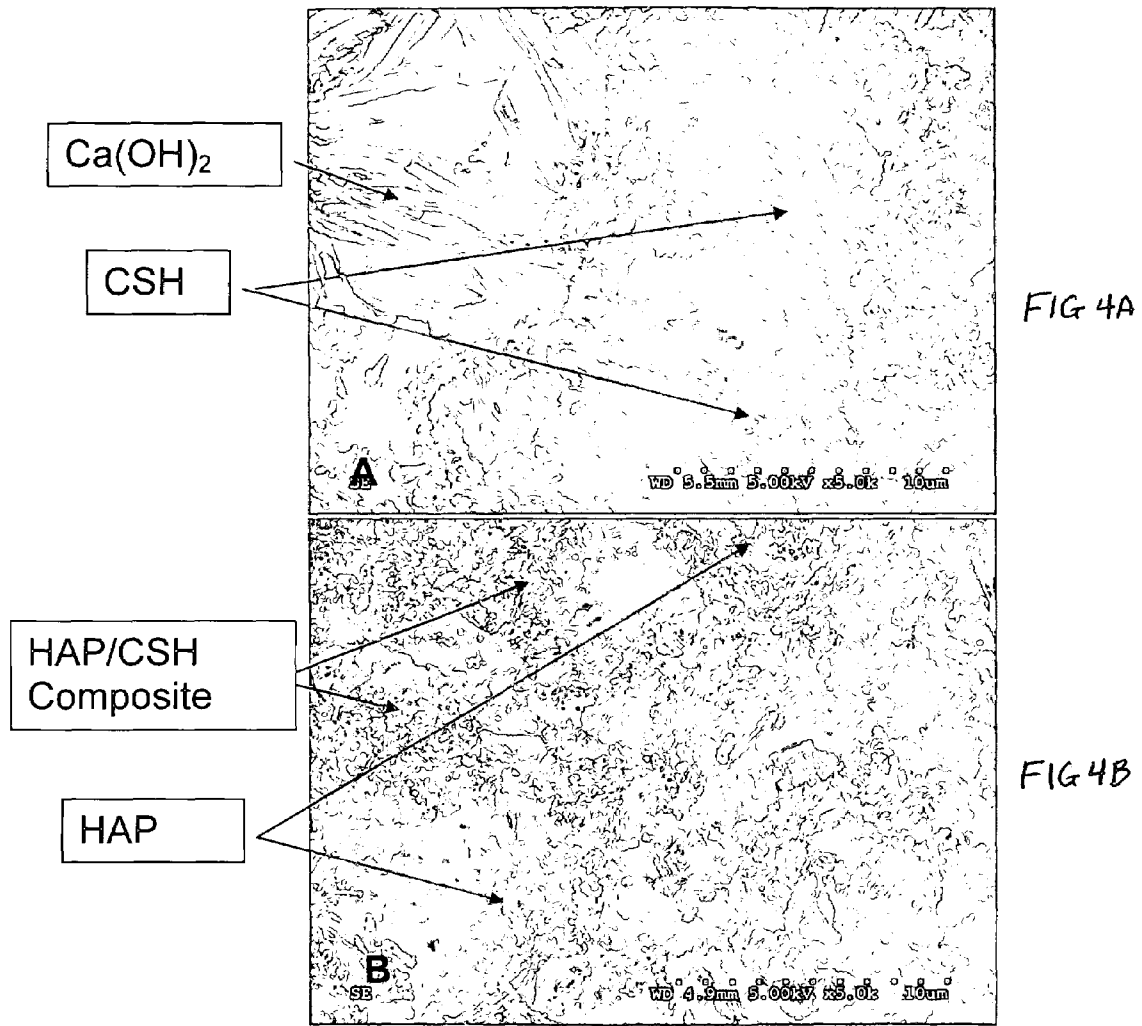 Ca(OH)₂
CSH
A
SE
WD 5.5mm 5.00kV x5.0k 10um
FIG 4A
HAP/CSH
Composite
HAP
B
SE
WD 4.9mm 5.00kV x5.0k 10um
FIG 4B